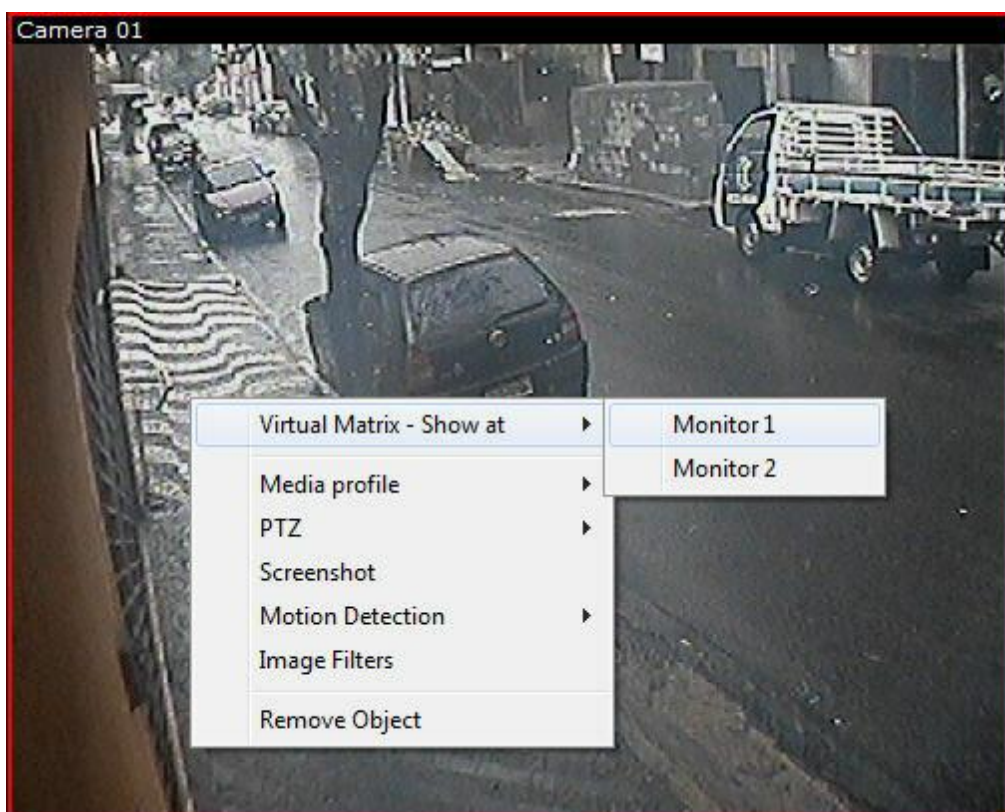 Camera 01
Virtual Matrix - Show at
Monitor 1
Monitor 2
Media profile
PTZ
Screenshot
Motion Detection
Image Filters
Remove Object